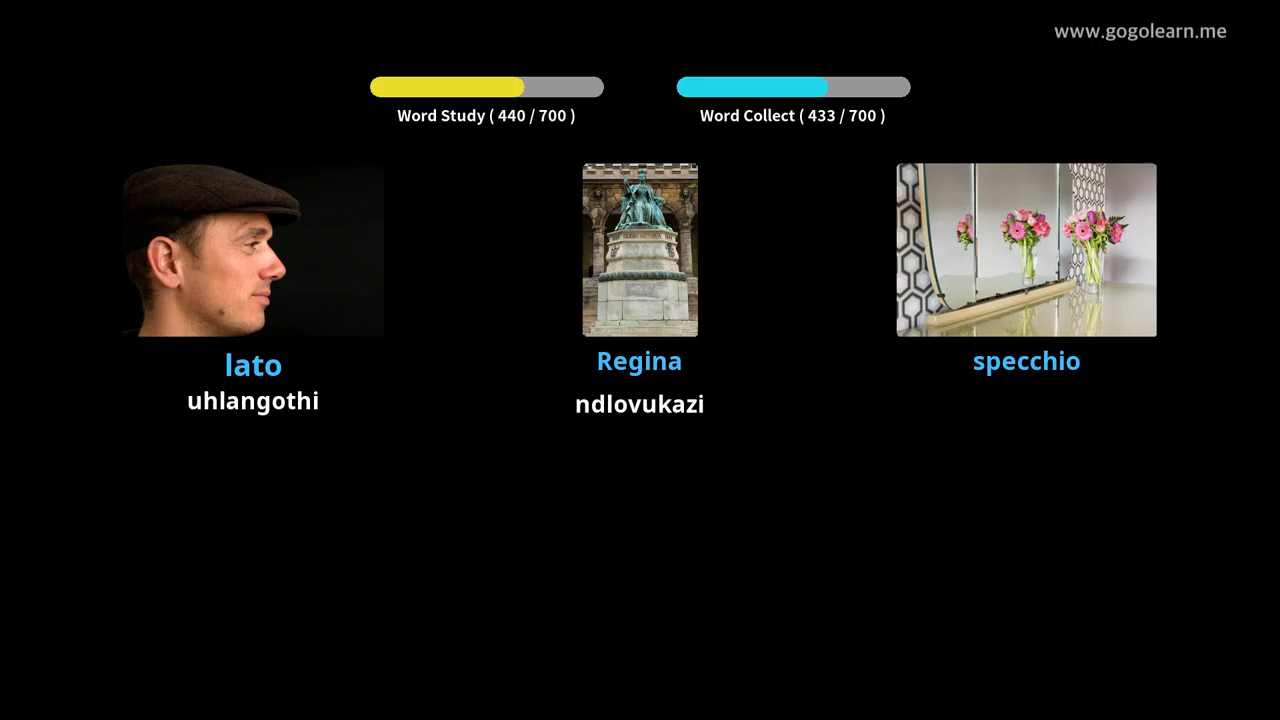 www.gogolearn.me
Word Study ( 440 / 700 )
Word Collect ( 433 / 700 )
lato
uhlangothi
Regina
ndlovukazi
specchio